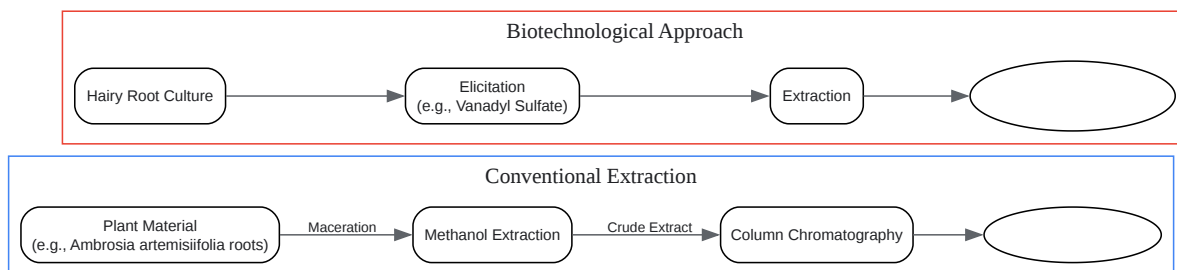 Biotechnological Approach
Hairy Root Culture
Elicitation
(e.g., Vanadyl Sulfate)
Extraction
Conventional Extraction
Plant Material
(e.g., Ambrosia artemisiifolia roots)
Maceration
Methanol Extraction
Crude Extract
Column Chromatography